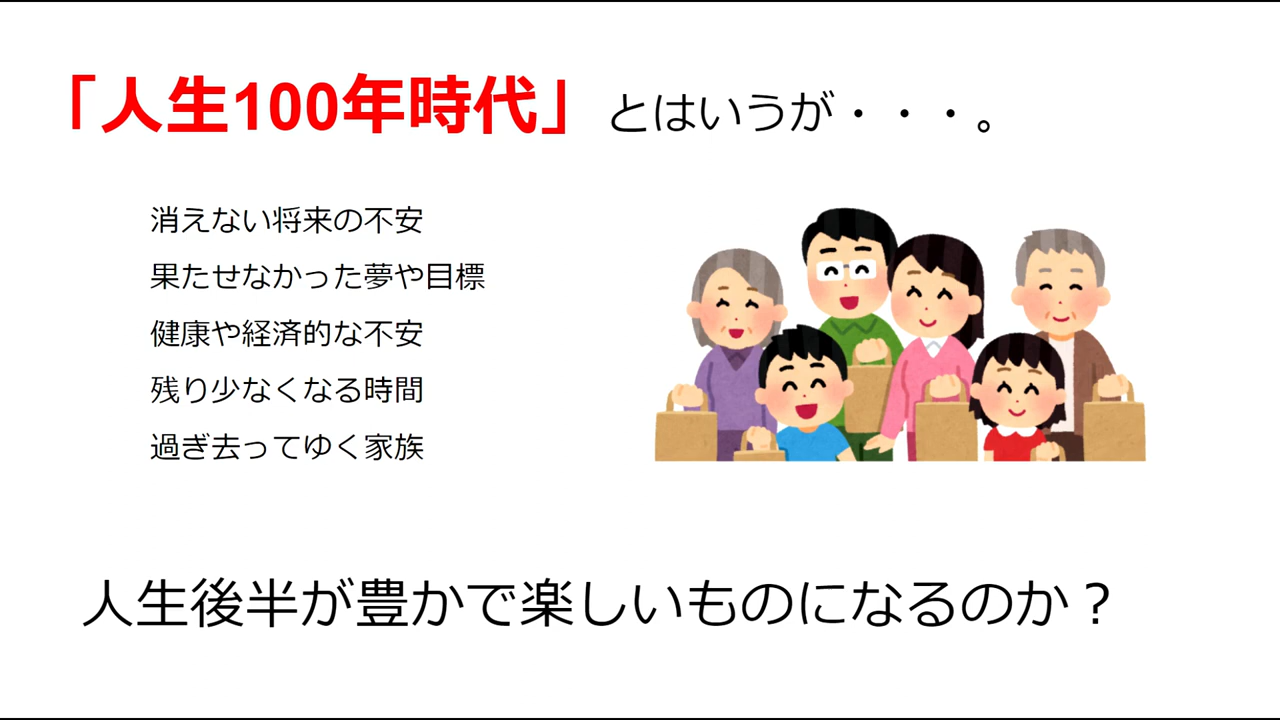 「人生100年時代」とはいうが・・・。
消えない将来の不安
果たせなかった夢や目標
健康や経済的な不安
残り少なくなる時間
過ぎ去ってゆく家族
人生後半が豊かで楽しいものになるのか？